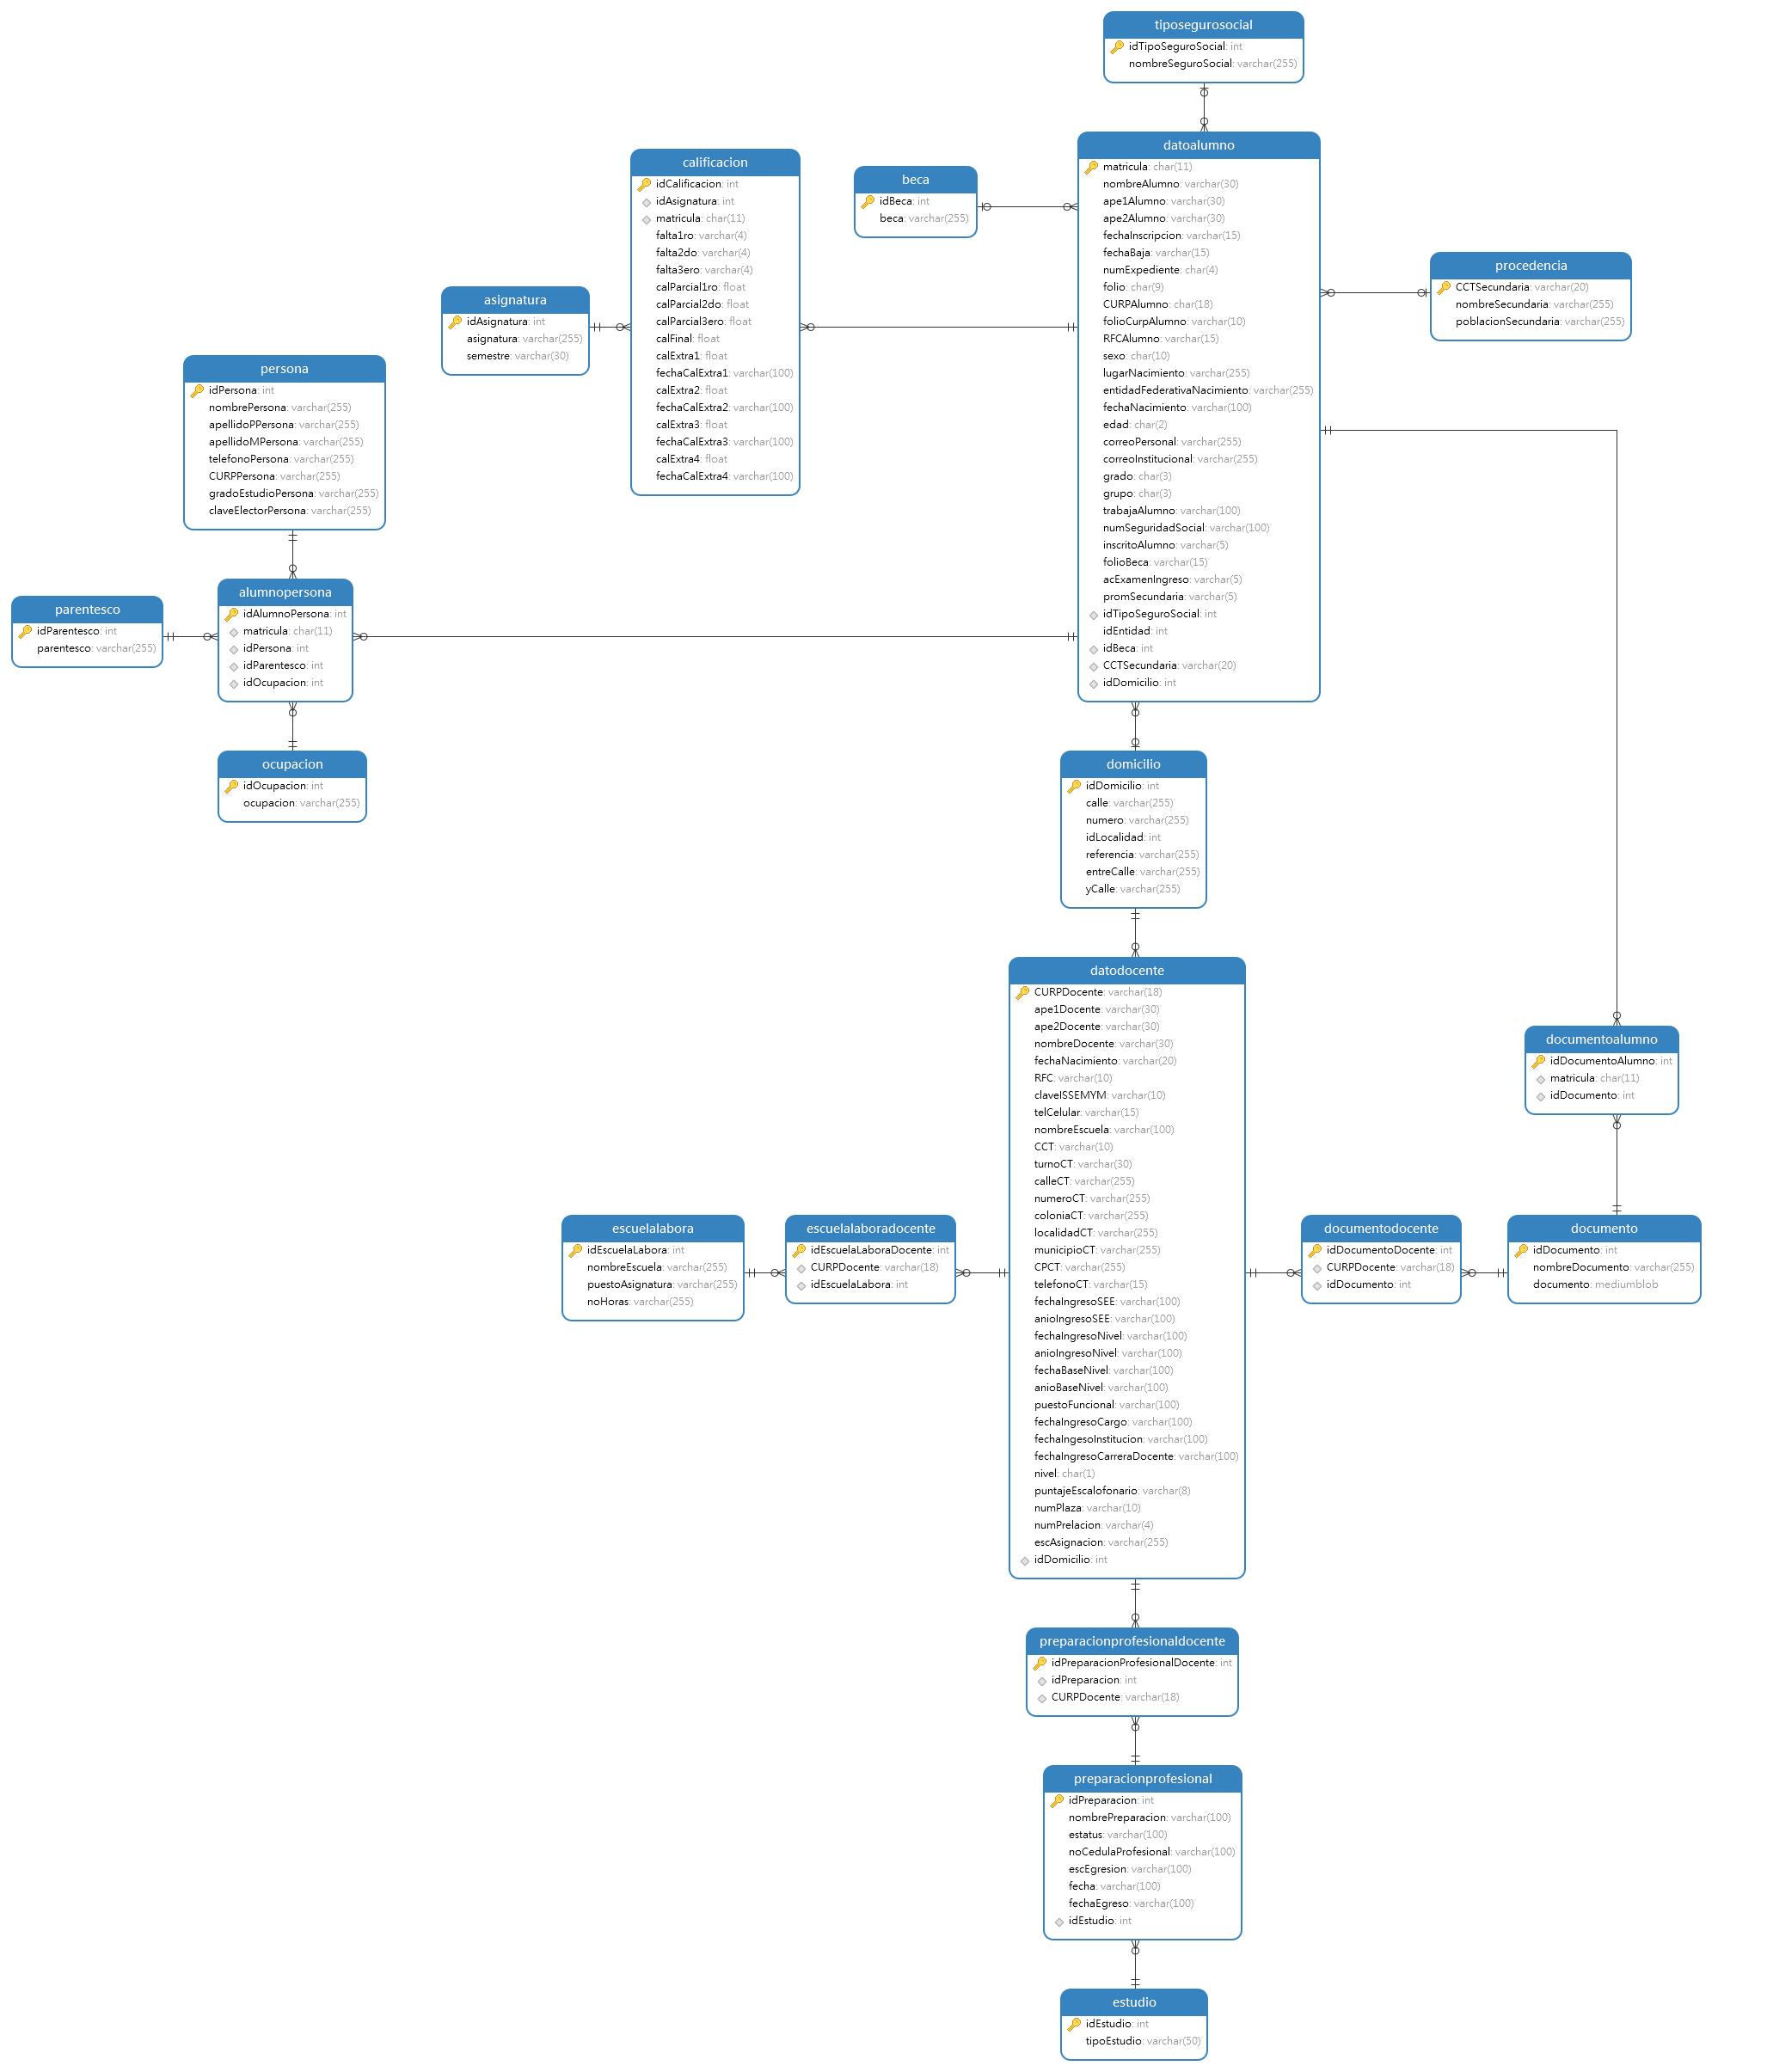 tiposegurosocial
idTipoSeguroSocial: int
nombreSeguroSocial: varchar(255)
datoalumno
matricula: char(11)
nombreAlumno: varchar(30)
ape1Alumno: varchar(30)
ape2Alumno: varchar(30)
fechaInscripcion: varchar(15)
fechaBaja: varchar(15)
numExpediente: char(4)
folio: char(9)
CURPAlumno: char(18)
folioCurpAlumno: varchar(10)
RFCAlumno: varchar(15)
sexo: char(10)
lugarNacimiento: varchar(255)
entidadFederativaNacimiento: varchar(255)
fechaNacimiento: varchar(100)
edad: char(2)
correoPersonal: varchar(255)
correoInstitucional: varchar(255)
grado: char(3)
grupo: char(3)
trabajaAlumno: varchar(100)
numSeguridadSocial: varchar(100)
inscritoAlumno: varchar(5)
folioBeca: varchar(15)
acExamenIngreso: varchar(5)
promSecundaria: varchar(5)
idTipoSeguroSocial: int
idEntidad: int
idBeca: int
CCTSecundaria: varchar(20)
idDomicilio: int
calificacion
idCalificacion: int
idAsignatura: int
matricula: char(11)
falta1ro: varchar(4)
falta2do: varchar(4)
falta3ero: varchar(4)
calParcial1ro: float
calParcial2do: float
calParcial3ero: float
calFinal: float
calExtra1: float
fechaCalExtra1: varchar(100)
calExtra2: float
fechaCalExtra2: varchar(100)
calExtra3: float
fechaCalExtra3: varchar(100)
calExtra4: float
fechaCalExtra4: varchar(100)
beca
idBeca: int
beca: varchar(255)
procedencia
CCTSecundaria: varchar(20)
nombreSecundaria: varchar(255)
poblacionSecundaria: varchar(255)
asignatura
idAsignatura: int
asignatura: varchar(255)
semestre: varchar(30)
persona
idPersona: int
nombrePersona: varchar(255)
apellidoPPersona: varchar(255)
apellidoMPersona: varchar(255)
telefonoPersona: varchar(255)
CURPPersona: varchar(255)
gradoEstudioPersona: varchar(255)
claveElectorPersona: varchar(255)
alumnopersona
idAlumnoPersona: int
matricula: char(11)
idPersona: int
idParentesco: int
idOcupacion: int
parentesco
idParentesco: int
parentesco: varchar(255)
ocupacion
idOcupacion: int
ocupacion: varchar(255)
domicilio
idDomicilio: int
calle: varchar(255)
numero: varchar(255)
idLocalidad: int
referencia: varchar(255)
entreCalle: varchar(255)
yCalle: varchar(255)
datodocente
CURPDocente: varchar(18)
ape1Docente: varchar(30)
ape2Docente: varchar(30)
nombreDocente: varchar(30)
fechaNacimiento: varchar(20)
RFC: varchar(10)
claveISSEMYM: varchar(10)
telCelular: varchar(15)
nombreEscuela: varchar(100)
CCT: varchar(10)
turnoCT: varchar(30)
calleCT: varchar(255)
numeroCT: varchar(255)
coloniaCT: varchar(255)
localidadCT: varchar(255)
municipioCT: varchar(255)
CPCT: varchar(255)
telefonoCT: varchar(15)
fechaIngresoSEE: varchar(100)
anioIngresoSEE: varchar(100)
fechaIngresoNivel: varchar(100)
anioIngresoNivel: varchar(100)
fechaBaseNivel: varchar(100)
anioBaseNivel: varchar(100)
puestoFuncional: varchar(100)
fechaIngresoCargo: varchar(100)
fechaIngesoInstitucion: varchar(100)
fechaIngresoCarreraDocente: varchar(100)
nivel: char(1)
puntajeEscalofonario: varchar(8)
numPlaza: varchar(10)
numPrelacion: varchar(4)
escAsignacion: varchar(255)
idDomicilio: int
documentoalumno
idDocumentoAlumno: int
matricula: char(11)
idDocumento: int
escuelalabora
idEscuelaLabora: int
nombreEscuela: varchar(255)
puestoAsignatura: varchar(255)
noHoras: varchar(255)
escuelalaboradocente
idEscuelaLaboraDocente: int
CURPDocente: varchar(18)
idEscuelaLabora: int
documentodocente
idDocumentoDocente: int
CURPDocente: varchar(18)
idDocumento: int
documento
idDocumento: int
nombreDocumento: varchar(255)
documento: mediumblob
preparacionprofesionaldocente
idPreparacionProfesionalDocente: int
idPreparacion: int
CURPDocente: varchar(18)
preparacionprofesional
idPreparacion: int
nombrePreparacion: varchar(100)
estatus: varchar(100)
noCedulaProfesional: varchar(100)
escEgresion: varchar(100)
fecha: varchar(100)
fechaEgreso: varchar(100)
idEstudio: int
estudio
idEstudio: int
tipoEstudio: varchar(50)